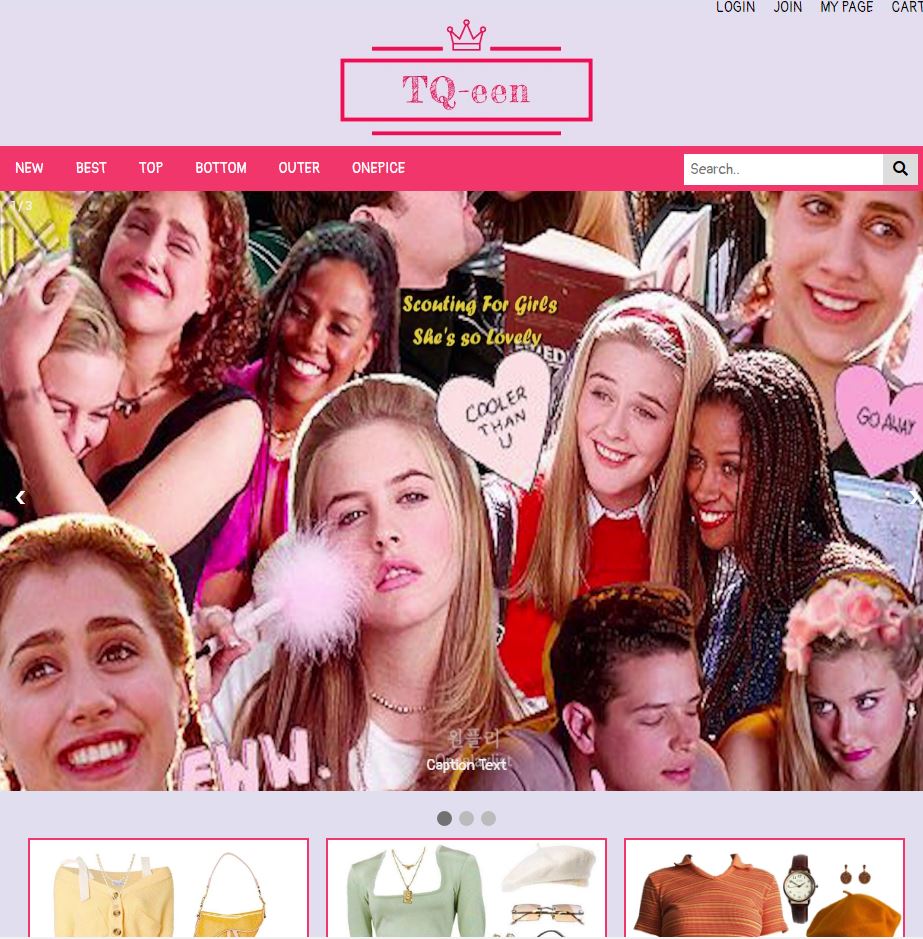 LOGIN JOIN MY PAGE CART
TQ-een
NEW BEST TOP BOTTOM OUTER ONEPICE
Search..
1 / 3
Scouting For Girls
She's so Lovely
COOLER
THAN
U
GO AWAY
EWW.
원플리
Caption Text